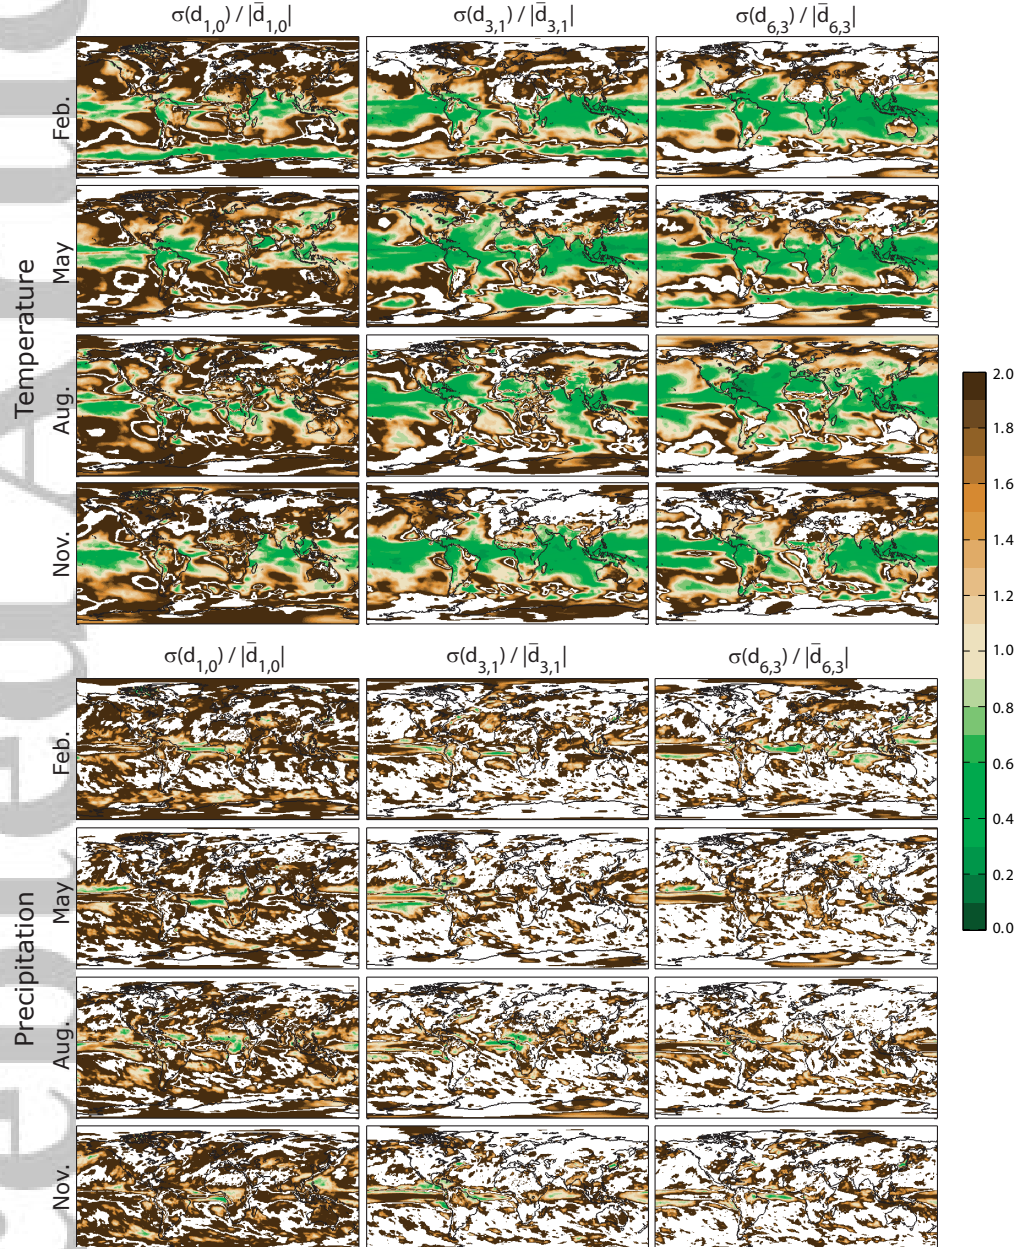 σ(d1,0) / |d̄1,0| σ(d3,1) / |d̄3,1| σ(d6,3) / |d̄6,3|
Feb.
May
Aug.
Nov.
Temperature
2.0
1.8
1.6
1.4
1.2
1.0
0.8
0.6
0.4
0.2
0.0
σ(d1,0) / |d̄1,0| σ(d3,1) / |d̄3,1| σ(d6,3) / |d̄6,3|
Feb.
May
Aug.
Nov.
Precipitation